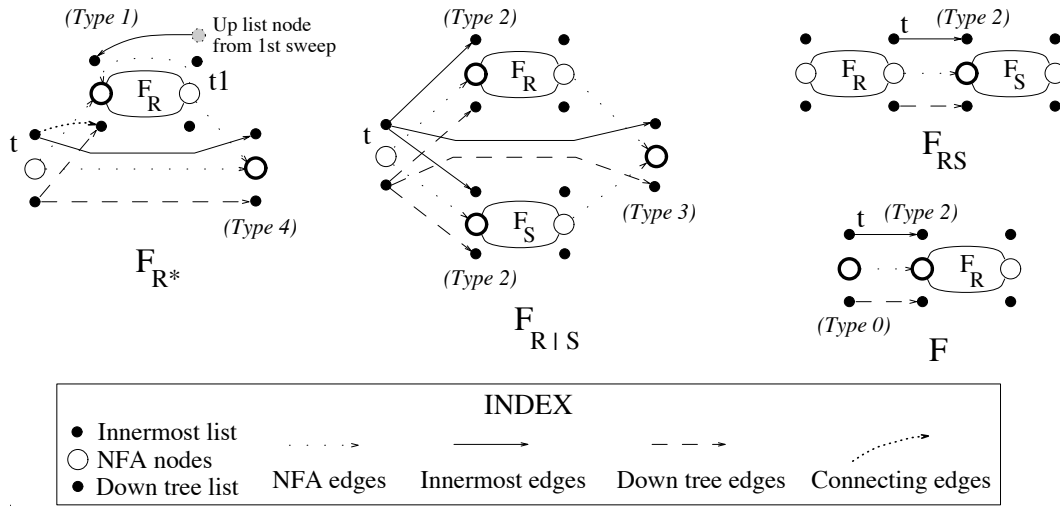 (Type 1)
Up list node
from 1st sweep
F_R
t1
t
(Type 4)
F_R*
(Type 2)
F_R
t
F_S
(Type 3)
(Type 2)
F_R | S
t
(Type 2)
F_R
F_S
F_RS
t
(Type 2)
F_R
(Type 0)
F
INDEX
Innermost list
NFA nodes
Down tree list
NFA edges
Innermost edges
Down tree edges
Connecting edges